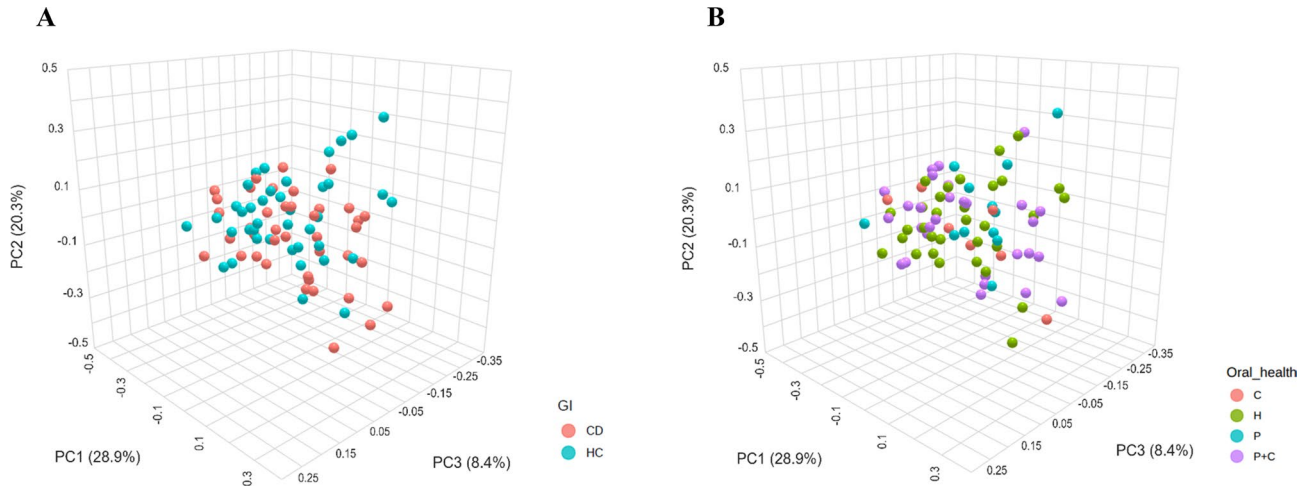 A
0.5
0.3
0.1
-0.1
-0.3
-0.5
PC2 (20.3%)
-0.5
-0.3
-0.1
0.1
0.3
PC1 (28.9%)
-0.35
-0.25
-0.15
-0.05
0.05
0.15
0.25
PC3 (8.4%)
GI
CD
HC
B
0.5
0.3
0.1
-0.1
-0.3
-0.5
PC2 (20.3%)
-0.5
-0.3
-0.1
0.1
0.3
PC1 (28.9%)
-0.35
-0.25
-0.15
-0.05
0.05
0.15
0.25
PC3 (8.4%)
Oral_health
C
H
P
P+C